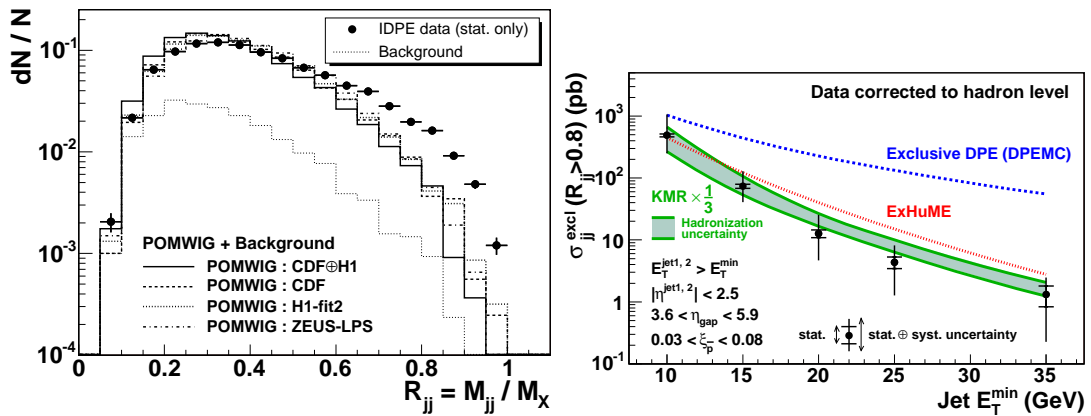 dN / N
10⁻¹
10⁻²
10⁻³
10⁻⁴
IDPE data (stat. only)
Background
POMWIG + Background
POMWIG : CDF⊕H1
POMWIG : CDF
POMWIG : H1-fit2
POMWIG : ZEUS-LPS
0 0.2 0.4 0.6 0.8 1
R_jj = M_jj / M_X
σ_jj^excl (R_jj>0.8) (pb)
10³
10²
10
1
10⁻¹
Data corrected to hadron level
Exclusive DPE (DPEMC)
KMR × 1/3
Hadronization
uncertainty
ExHuME
E_T^jet1, 2 > E_T^min
|η^jet1, 2| < 2.5
3.6 < η_gap < 5.9
0.03 < ξ_p̄ < 0.08
stat.
stat.⊕ syst. uncertainty
10 15 20 25 30 35
Jet E_T^min (GeV)